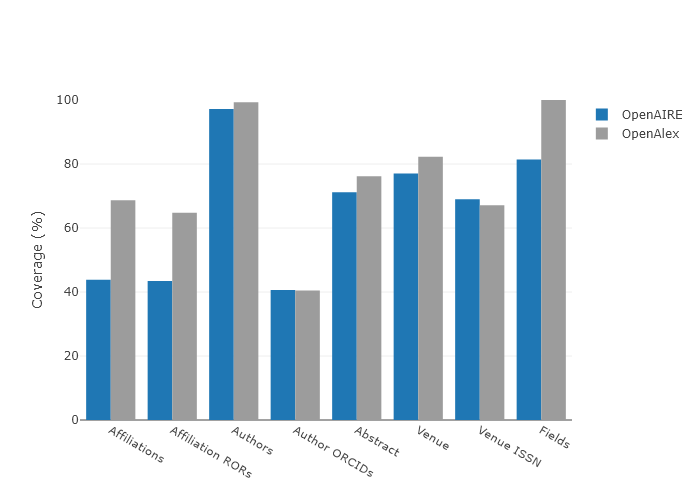 OpenAIRE
OpenAlex
Coverage (%)
100
80
60
40
20
0
Affiliations
Affiliation RORs
Authors
Author ORCIDs
Abstract
Venue
Venue ISSN
Fields